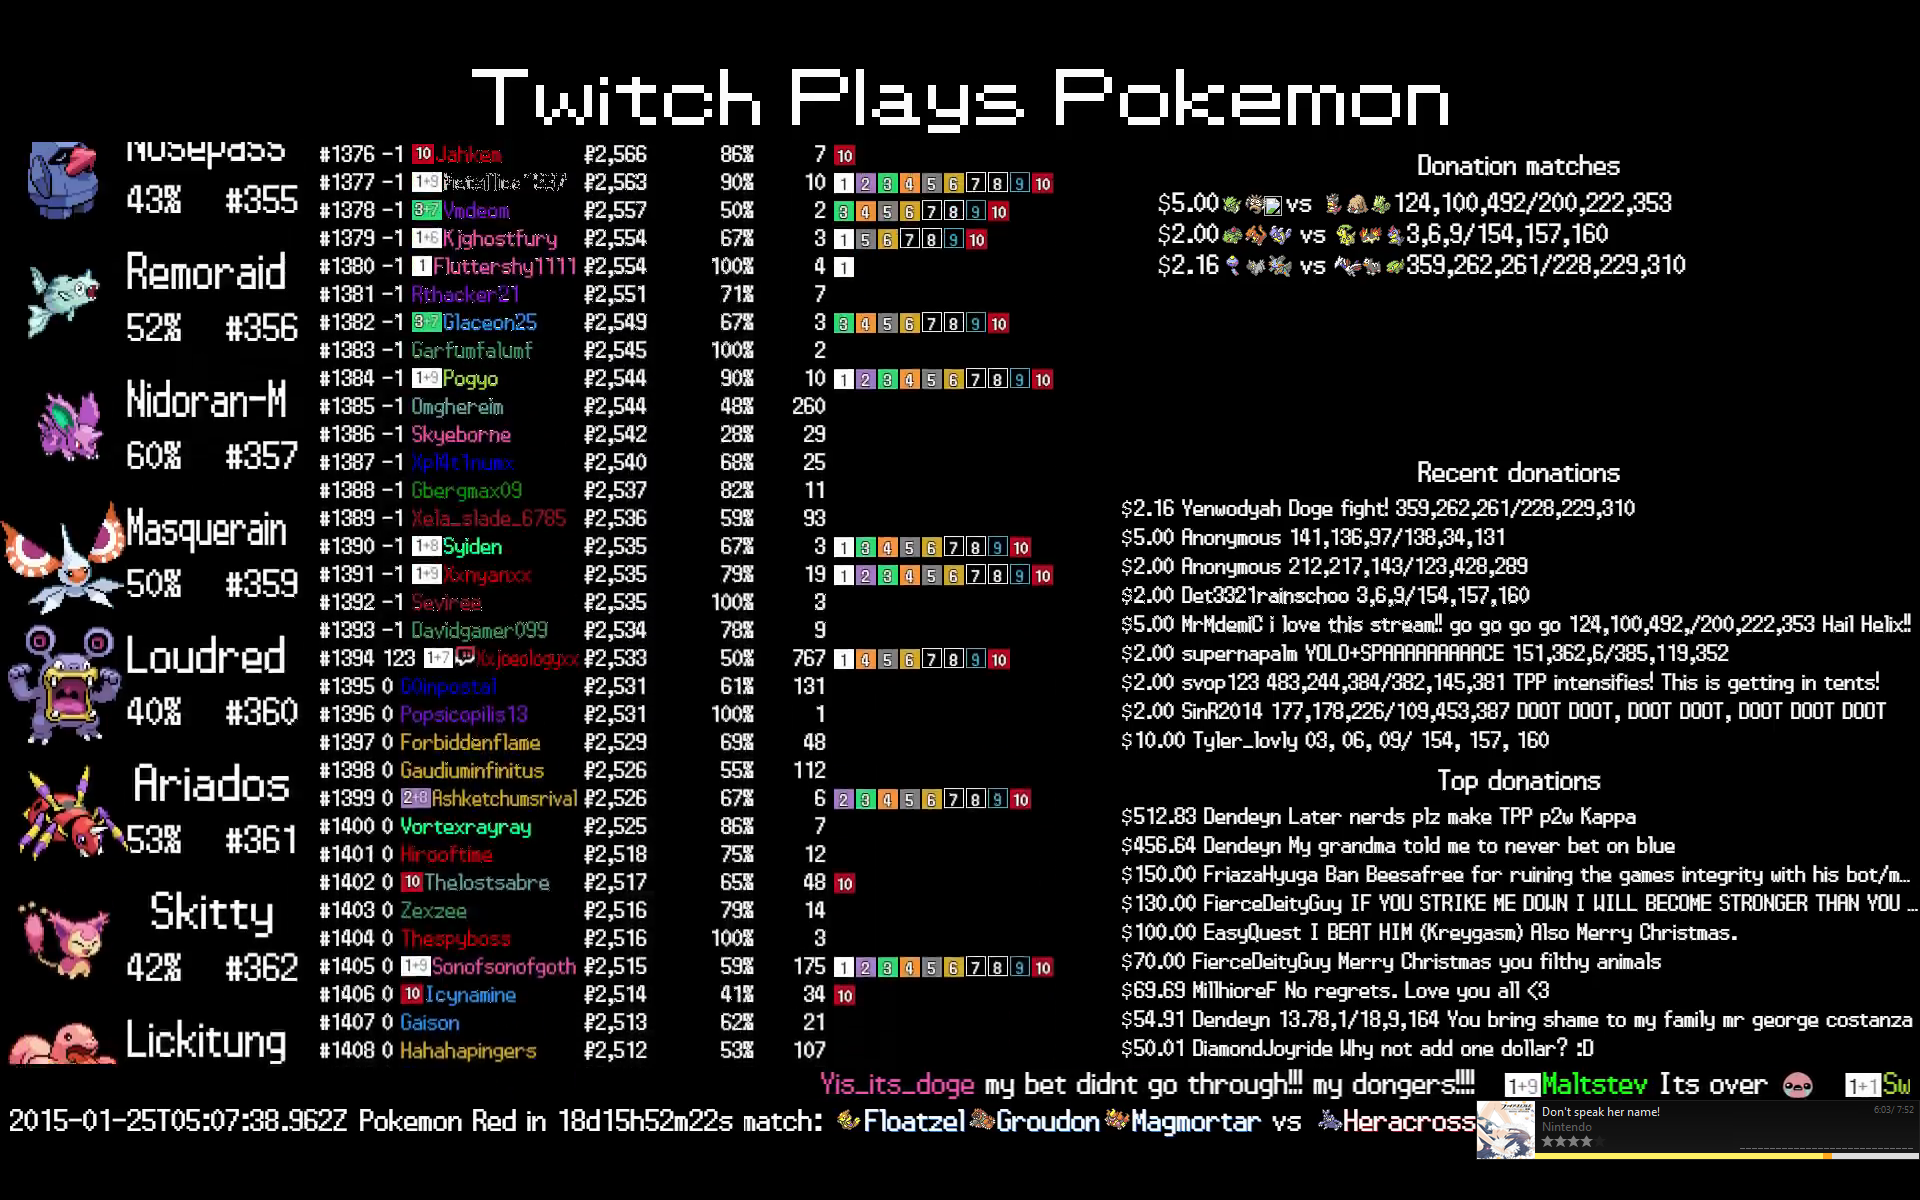 Twitch Plays Pokemon
Nosepass
43% #355
Remoraid
52% #356
Nidoran-M
60% #357
Masquerain
50% #359
Loudred
40% #360
Ariados
53% #361
Skitty
42% #362
Lickitung
#1376 -1 10 Jahkem ₽2,566 86% 7 10
#1377 -1 1+9 ₽2,563 90% 10 1 2 3 4 5 6 7 8 9 10
#1378 -1 3+7 Vmdeom ₽2,557 50% 2 3 4 5 6 7 8 9 10
#1379 -1 1+6 Kjghostfury ₽2,554 67% 3 1 5 6 7 8 9 10
#1380 -1 1 Fluttershy1111 ₽2,554 100% 4 1
#1381 -1 Rthacker21 ₽2,551 71% 7
#1382 -1 3+7 Glaceon25 ₽2,549 67% 3 3 4 5 6 7 8 9 10
#1383 -1 Garfumfalumf ₽2,545 100% 2
#1384 -1 1+9 Pogyo ₽2,544 90% 10 1 2 3 4 5 6 7 8 9 10
#1385 -1 Omghereim ₽2,544 48% 260
#1386 -1 Skyeborne ₽2,542 28% 29
#1387 -1 Xpl4t1numx ₽2,540 68% 25
#1388 -1 Gbergmax09 ₽2,537 82% 11
#1389 -1 Xela_slade_6785 ₽2,536 59% 93
#1390 -1 1+8 Syiden ₽2,535 67% 3 1 3 4 5 6 7 8 9 10
#1391 -1 1+9 Xxnyanxx ₽2,535 79% 19 1 2 3 4 5 6 7 8 9 10
#1392 -1 Seviree ₽2,535 100% 3
#1393 -1 Davidgamer099 ₽2,534 78% 9
#1394 123 1+7 Xxjoeologyxx ₽2,533 50% 767 1 4 5 6 7 8 9 10
#1395 0 G0inpostal ₽2,531 61% 131
#1396 0 Popsicopilis13 ₽2,531 100% 1
#1397 0 Forbiddenflame ₽2,529 69% 48
#1398 0 Gaudiuminfinitus ₽2,526 55% 112
#1399 0 2+8 Ashketchumsrival ₽2,526 67% 6 2 3 4 5 6 7 8 9 10
#1400 0 Vortexrayray ₽2,525 86% 7
#1401 0 Hirooftime ₽2,518 75% 12
#1402 0 10 Thelostsabre ₽2,517 65% 48 10
#1403 0 Zexzee ₽2,516 79% 14
#1404 0 Thespyboss ₽2,516 100% 3
#1405 0 1+9 Sonofsonofgoth ₽2,515 59% 175 1 2 3 4 5 6 7 8 9 10
#1406 0 10 Icynamine ₽2,514 41% 34 10
#1407 0 Gaison ₽2,513 62% 21
#1408 0 Hahahapingers ₽2,512 53% 107
Donation matches
$5.00 vs 124,100,492/200,222,353
$2.00 vs 3,6,9/154,157,160
$2.16 vs 359,262,261/228,229,310
Recent donations
$2.16 Yenwodyah Doge fight! 359,262,261/228,229,310
$5.00 Anonymous 141,136,97/138,34,131
$2.00 Anonymous 212,217,143/123,428,289
$2.00 Det3321rainschoo 3,6,9/154,157,160
$5.00 MrMdemiC i love this stream!! go go go go 124,100,492,/200,222,353 Hail Helix!!
$2.00 supernapalm YOLO+SPAAAAAAAAACE 151,362,6/385,119,352
$2.00 svop123 483,244,384/382,145,381 TPP intensifies! This is getting in tents!
$2.00 SinR2014 177,178,226/109,453,387 DOOT DOOT, DOOT DOOT, DOOT DOOT DOOT
$10.00 Tyler_lovly 03, 06, 09/ 154, 157, 160
Top donations
$512.83 Dendeyn Later nerds plz make TPP p2w Kappa
$456.64 Dendeyn My grandma told me to never bet on blue
$150.00 FriazaHyuga Ban Beesafree for ruining the games integrity with his bot/m...
$130.00 FierceDeityGuy IF YOU STRIKE ME DOWN I WILL BECOME STRONGER THAN YOU ...
$100.00 EasyQuest I BEAT HIM (Kreygasm) Also Merry Christmas.
$70.00 FierceDeityGuy Merry Christmas you filthy animals
$69.69 MillhioreF No regrets. Love you all <3
$54.91 Dendeyn 13.78,1/18,9,164 You bring shame to my family mr george costanza
$50.01 DiamondJoyride Why not add one dollar? :D
Yis_its_doge my bet didnt go through!!! my dongers!!!! 1+9 Maltstev Its over 1+1 Sw
2015-01-25T05:07:38.962Z Pokemon Red in 18d15h52m22s match: Floatzel Groudon Magmortar vs Heracross
Don't speak her name!
6:03/ 7:52
Nintendo